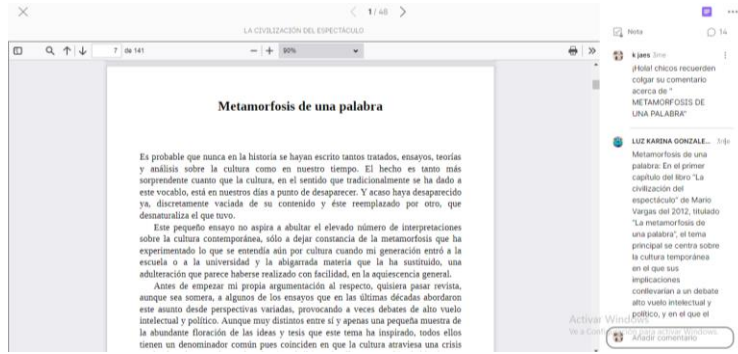 1 / 46
LA CIVILIZACIÓN DEL ESPECTÁCULO
7 de 141
90%
Metamorfosis de una palabra
Es probable que nunca en la historia se hayan escrito tantos tratados, ensayos, teorías
y análisis sobre la cultura como en nuestro tiempo. El hecho es tanto más
sorprendente cuanto que la cultura, en el sentido que tradicionalmente se ha dado a
este vocablo, está en nuestros días a punto de desaparecer. Y acaso haya desaparecido
ya, discretamente vaciada de su contenido y éste reemplazado por otro, que
desnaturaliza el que tuvo.
Este pequeño ensayo no aspira a abultar el elevado número de interpretaciones
sobre la cultura contemporánea, sólo a dejar constancia de la metamorfosis que ha
experimentado lo que se entendía aún por cultura cuando mi generación entró a la
escuela o a la universidad y la abigarrada materia que la ha sustituido, una
adulteración que parece haberse realizado con facilidad, en la aquiescencia general.
Antes de empezar mi propia argumentación al respecto, quisiera pasar revista,
aunque sea somera, a algunos de los ensayos que en las últimas décadas abordaron
este asunto desde perspectivas variadas, provocando a veces debates de alto vuelo
intelectual y político. Aunque muy distintos entre sí y apenas una pequeña muestra de
la abundante floración de las ideas y tesis que este tema ha inspirado, todos ellos
tienen un denominador común pues coinciden en que la cultura atraviesa una crisis
Nota
14
k jaes 3me
¡Hola! chicos recuerden
colgar su comentario
acerca de "
METAMORFOSIS DE
UNA PALABRA"
LUZ KARINA GONZALE...
Metamorfosis de una
palabra: En el primer
capítulo del libro "La
civilización del
espectáculo" de Mario
Vargas del 2012, titulado
"La metamorfosis de
una palabra", el tema
principal se centra sobre
la cultura temporánea
en el que sus
implicaciones
conllevarían a un debate
alto vuelo intelectual y
político, y en el que el
Activar Windows
Añadir comentario